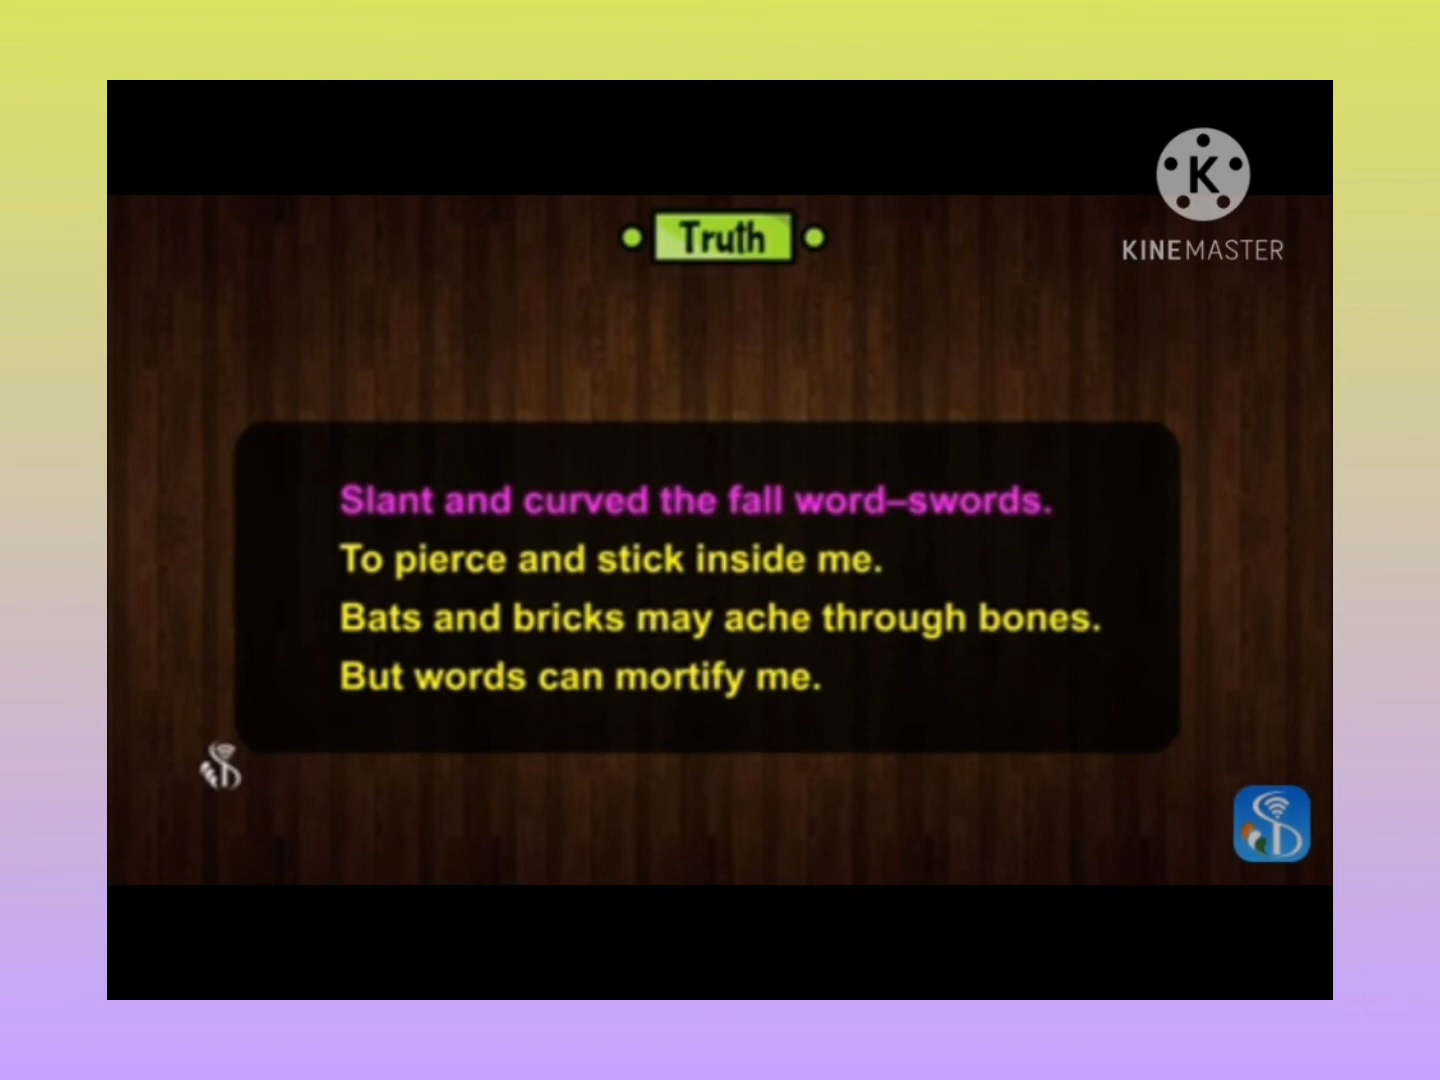 K
KINEMASTER
Truth
Slant and curved the fall word–swords.
To pierce and stick inside me.
Bats and bricks may ache through bones.
But words can mortify me.